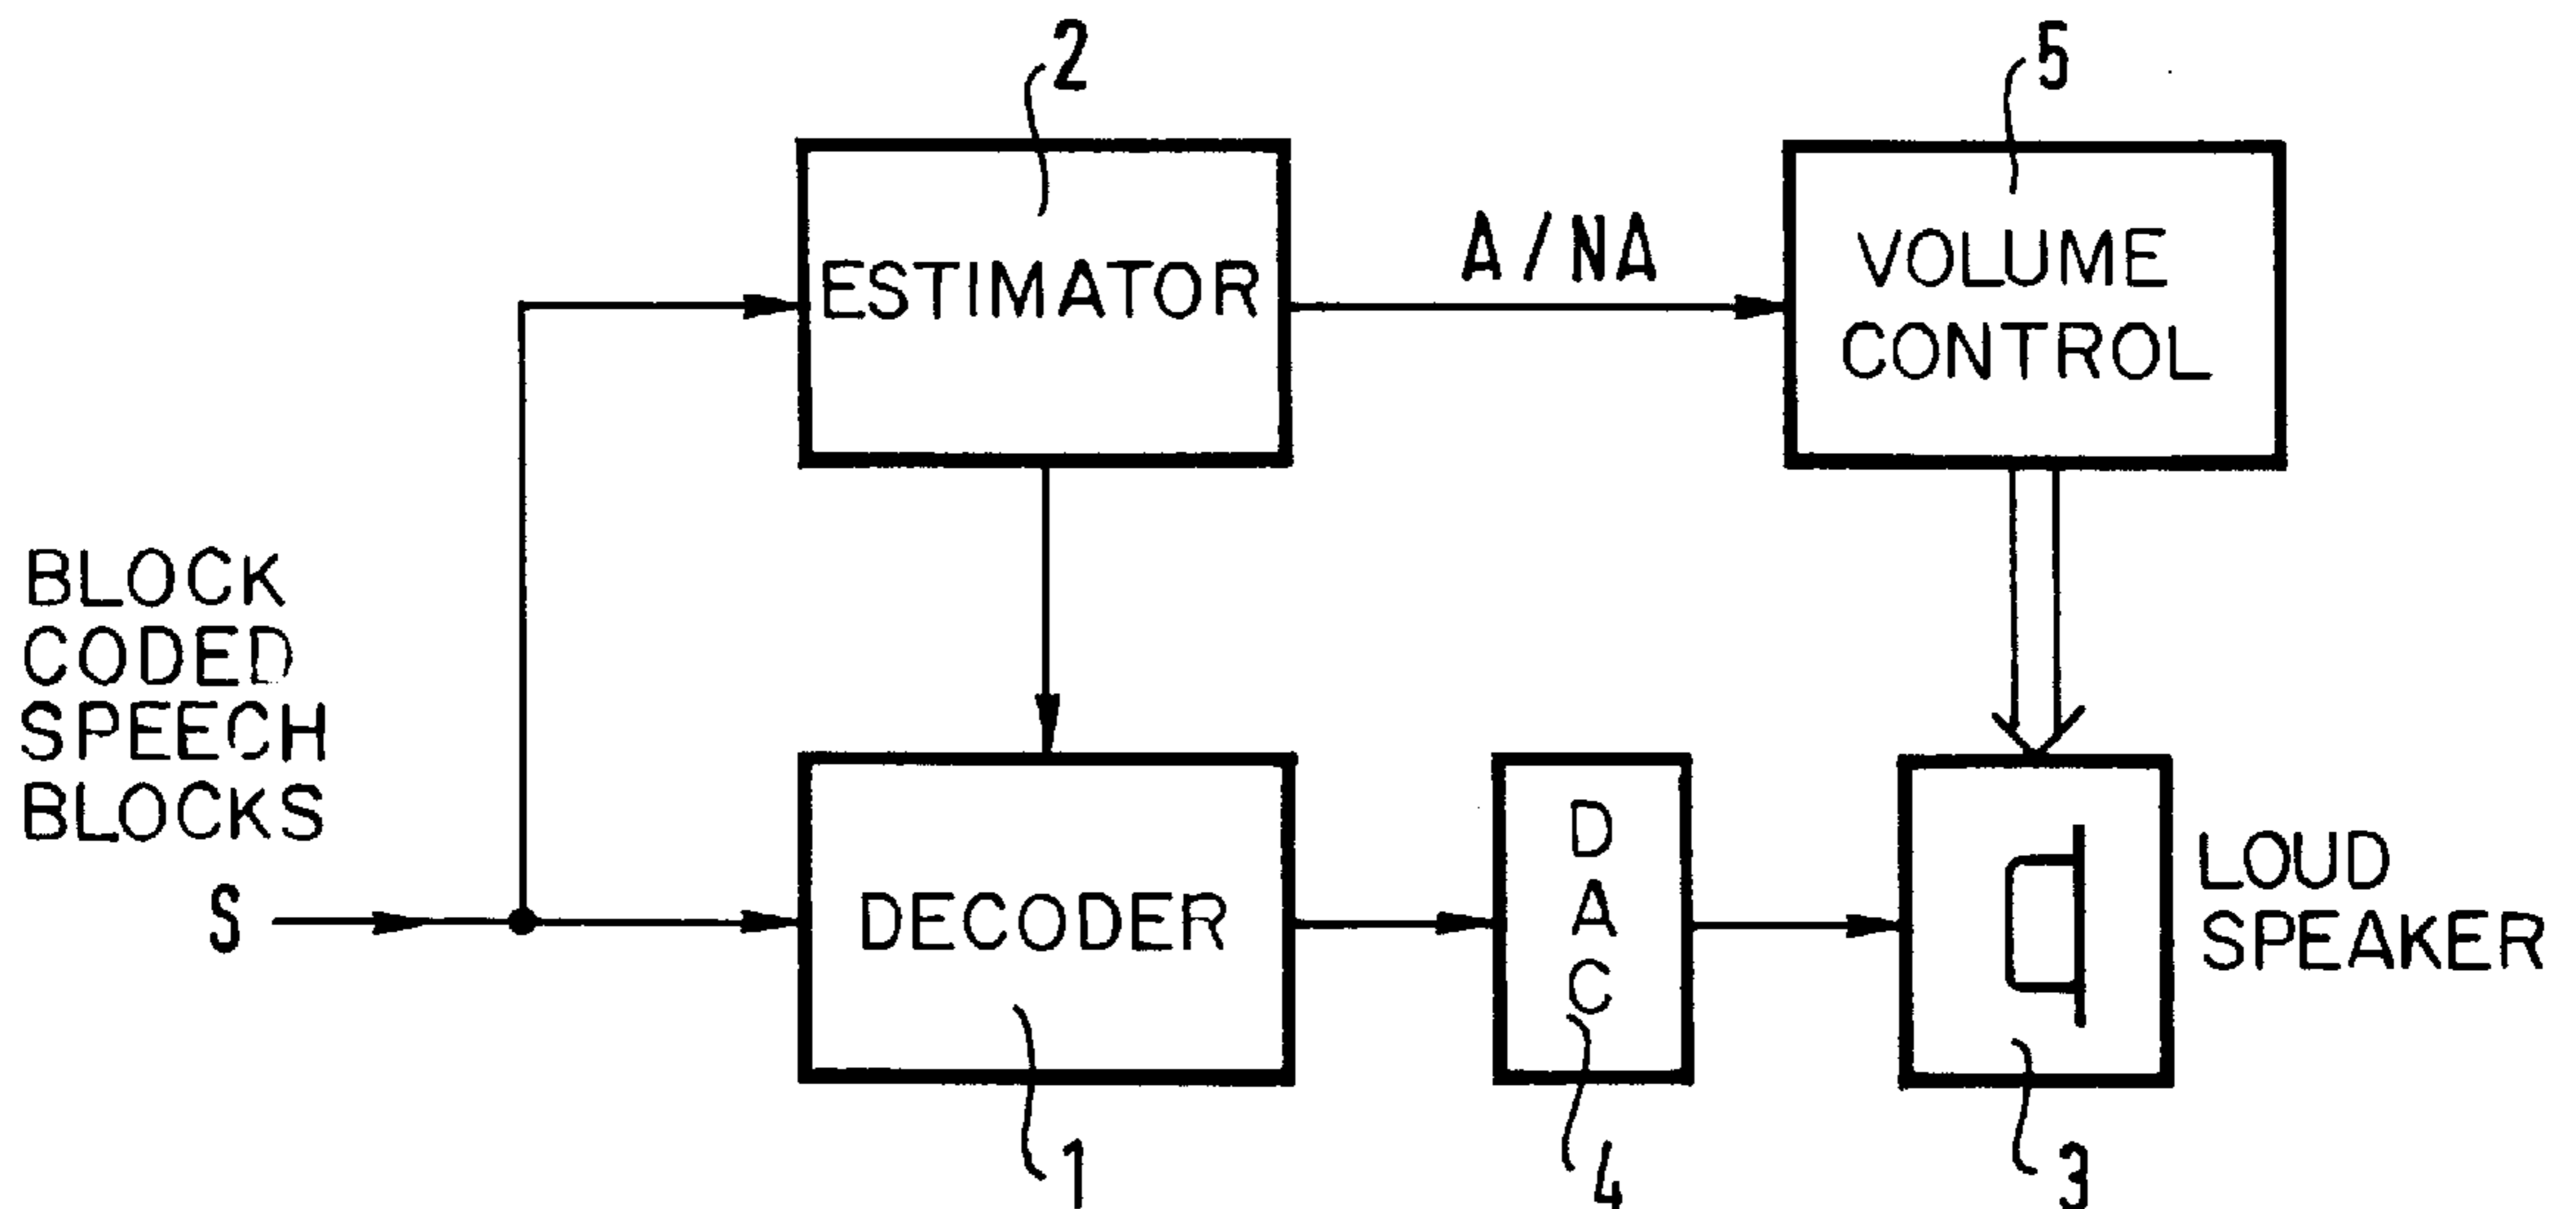 2
5
ESTIMATOR
A / NA
VOLUME
CONTROL
BLOCK
CODED
SPEECH
BLOCKS
S
DECODER
D
A
C
LOUD
SPEAKER
1
4
3